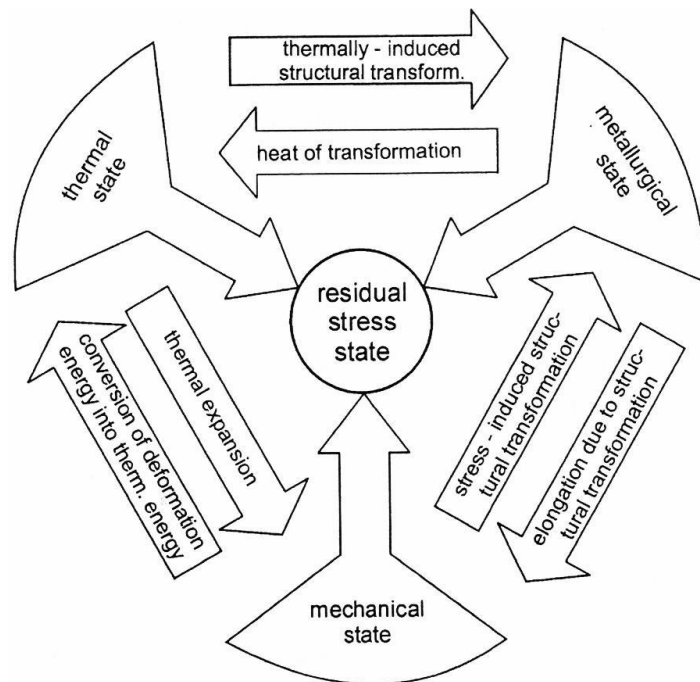 thermally - induced
structural transform.
heat of transformation
thermal
state
metallurgical
state
residual
stress
state
thermal expansion
conversion of deformation
energy into therm. energy
stress - induced struc-
tural transformation
elongation due to struc-
tural transformation
mechanical
state